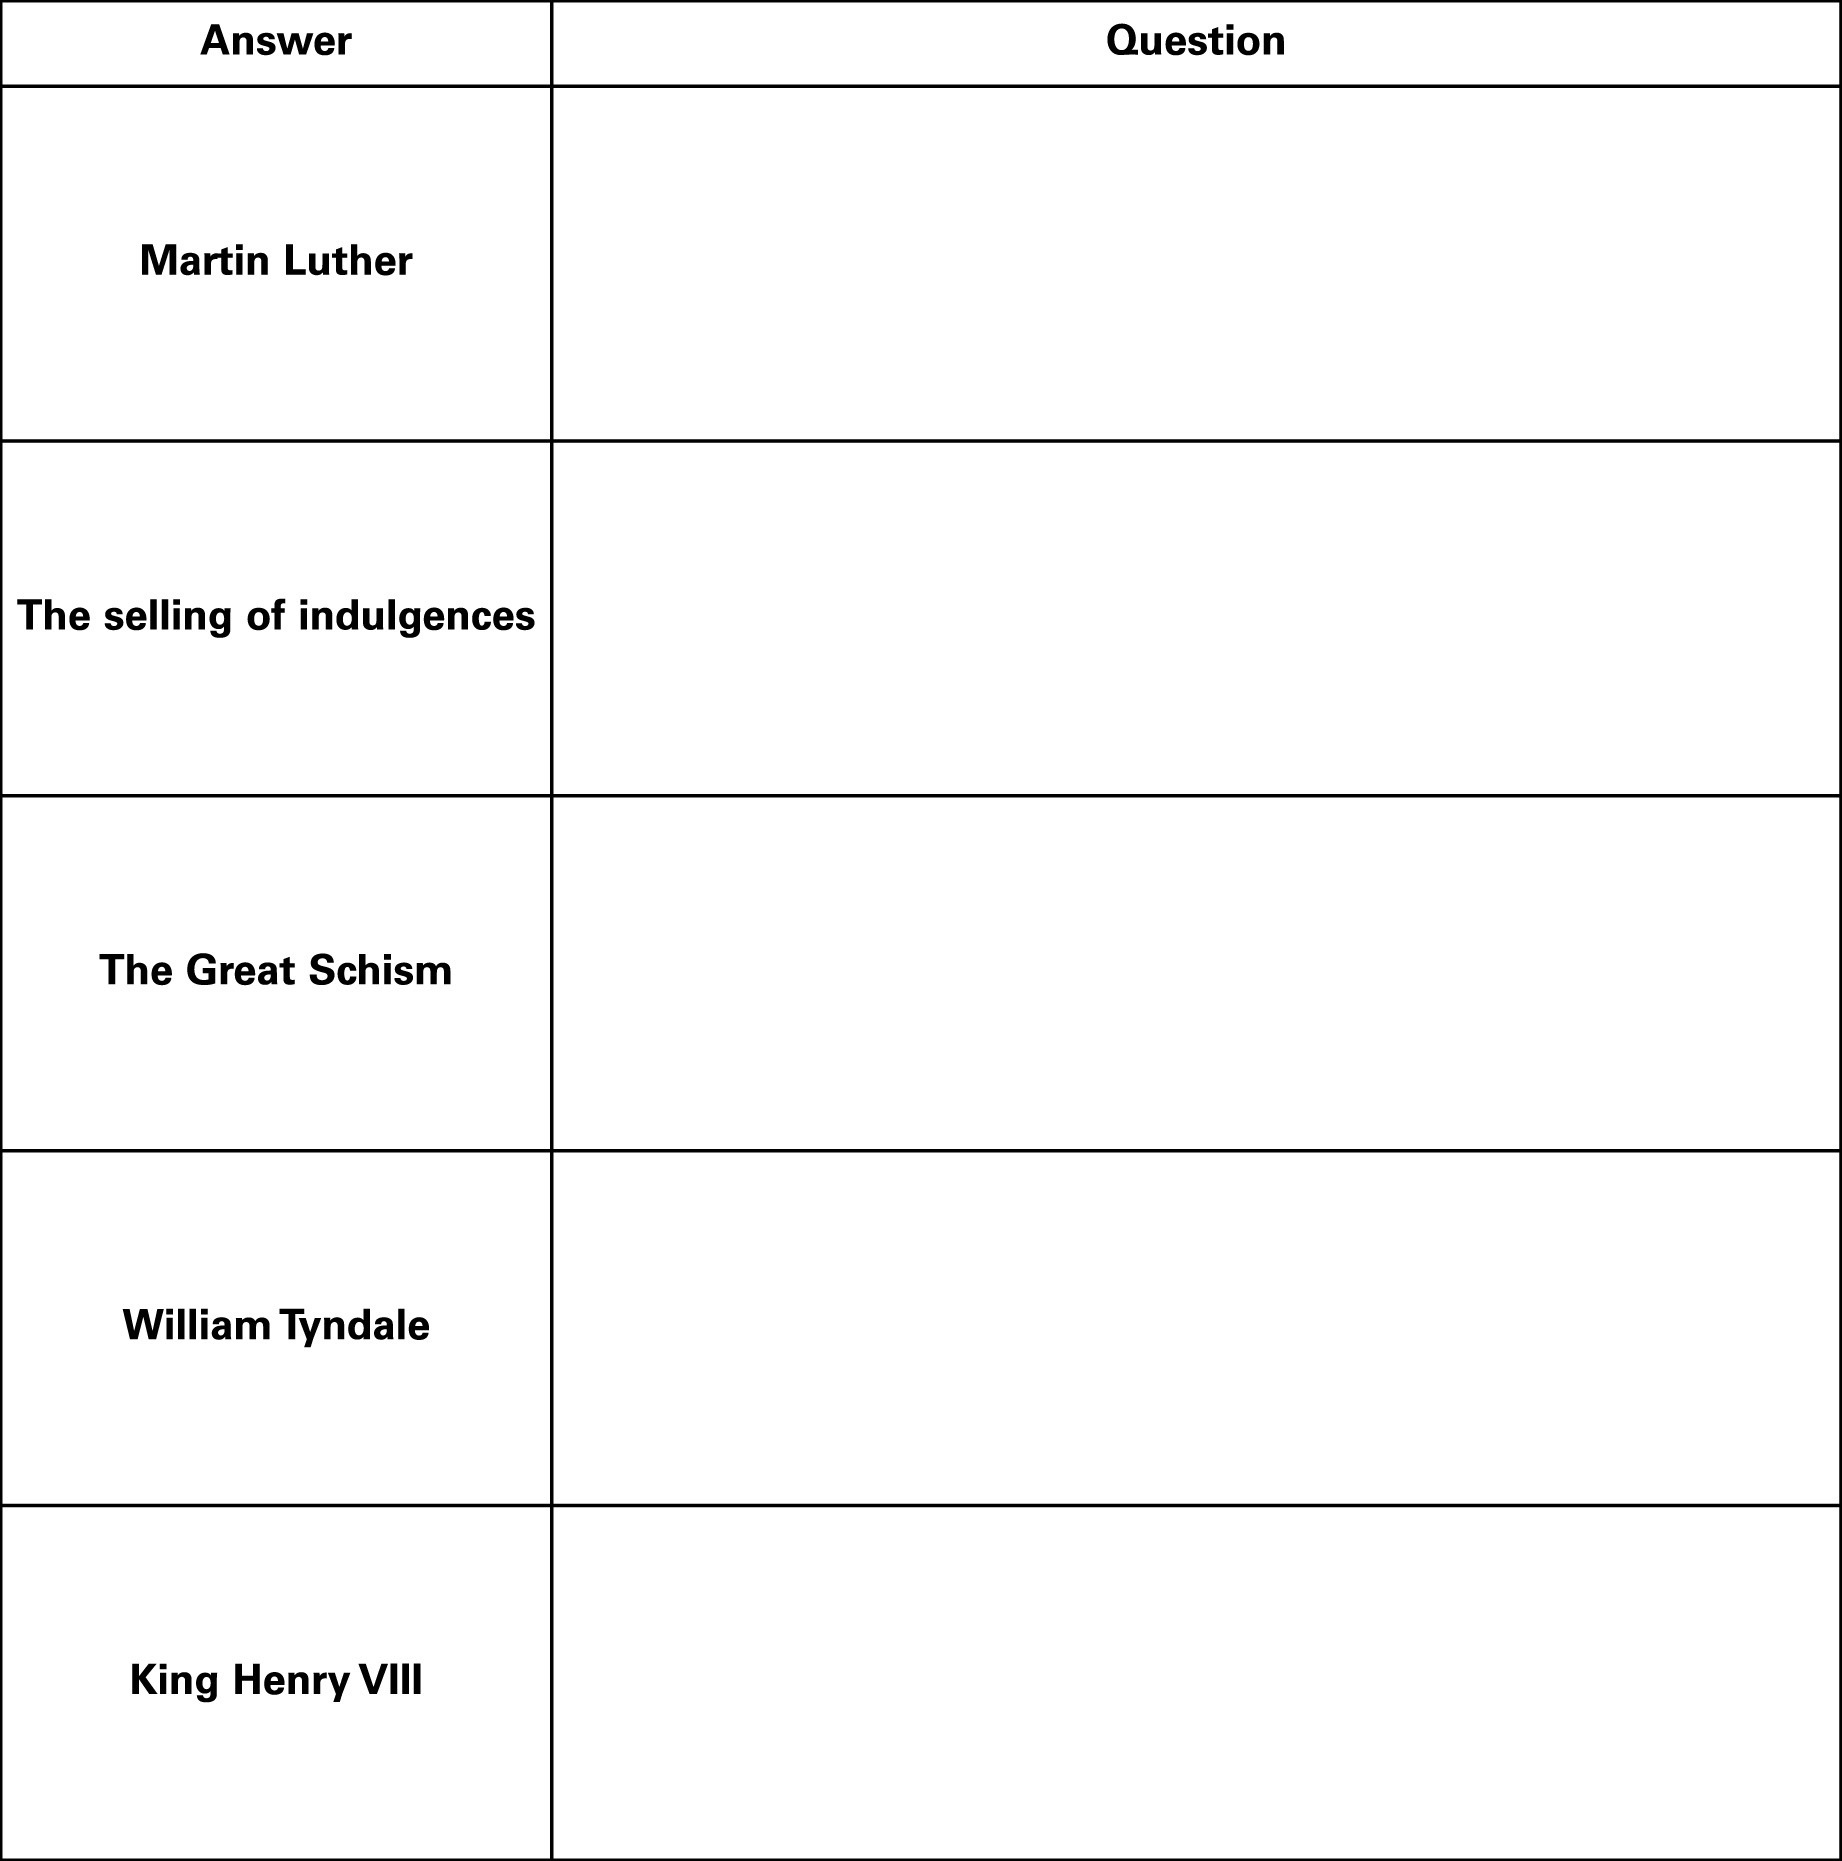 Answer
Question
Martin Luther
The selling of indulgences
The Great Schism
William Tyndale
King Henry VIII